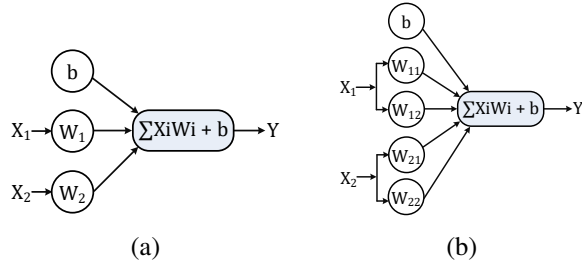 b
X₁
W₁
∑XiWi + b
Y
X₂
W₂
(a)
b
X₁
W₁₁
W₁₂
∑XiWi + b
Y
X₂
W₂₁
W₂₂
(b)